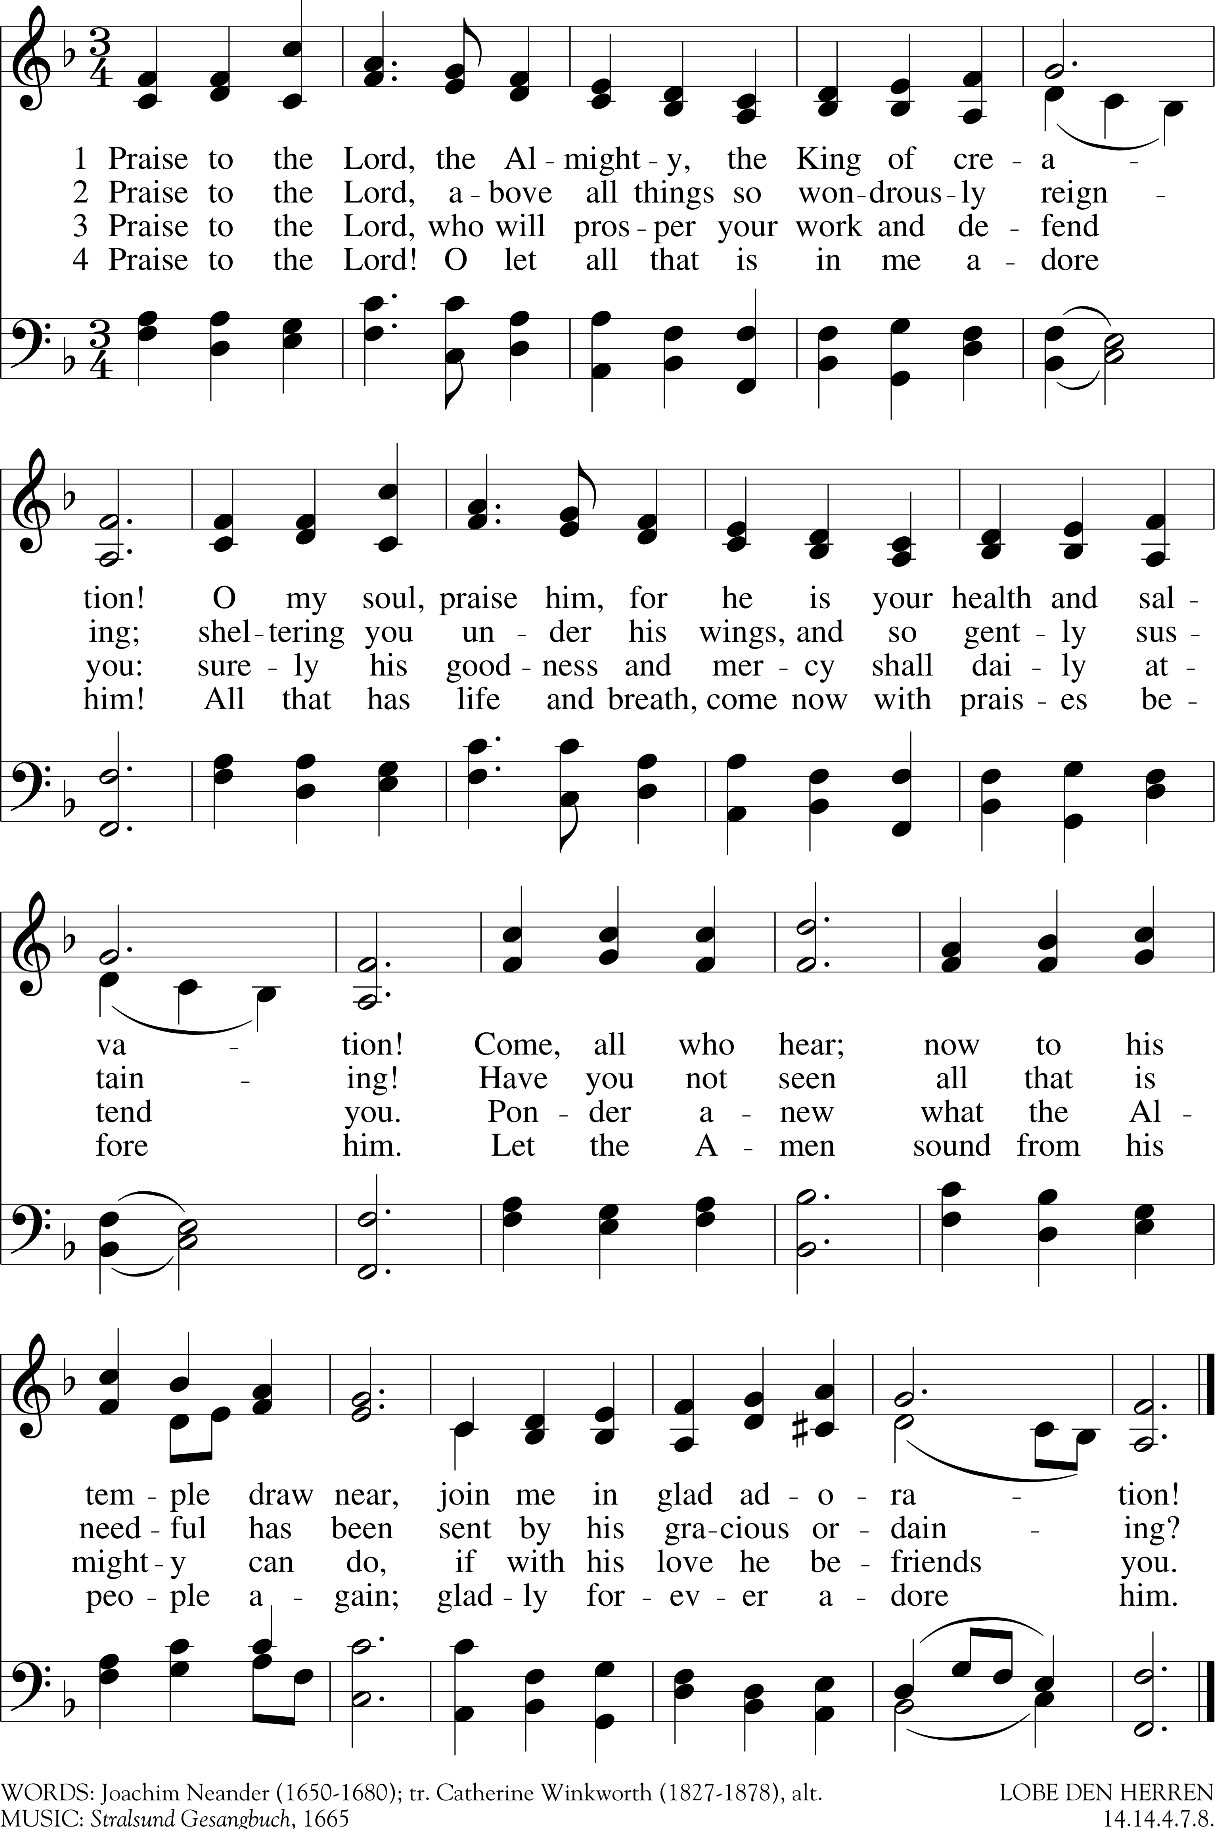 1 Praise to the Lord, the Al - might - y, the King of cre - a -
2 Praise to the Lord, a - bove all things so won - drous - ly reign -
3 Praise to the Lord, who will pros - per your work and de - fend
4 Praise to the Lord! O let all that is in me a - dore
tion! O my soul, praise him, for he is your health and sal -
ing; shel - tering you un - der his wings, and so gent - ly sus -
you: sure - ly his good - ness and mer - cy shall dai - ly at -
him! All that has life and breath, come now with prais - es be -
va - tion! Come, all who hear; now to his
tain - ing! Have you not seen all that is
tend you. Pon - der a - new what the Al -
fore him. Let the A - men sound from his
tem - ple draw near, join me in glad ad - o - ra - tion!
need - ful has been sent by his gra - cious or - dain - ing?
might - y can do, if with his love he be - friends you.
peo - ple a - gain; glad - ly for - ev - er a - dore him.
WORDS: Joachim Neander (1650-1680); tr. Catherine Winkworth (1827-1878), alt. LOBE DEN HERREN
MUSIC: Stralsund Gesangbuch, 1665 14.14.4.7.8.